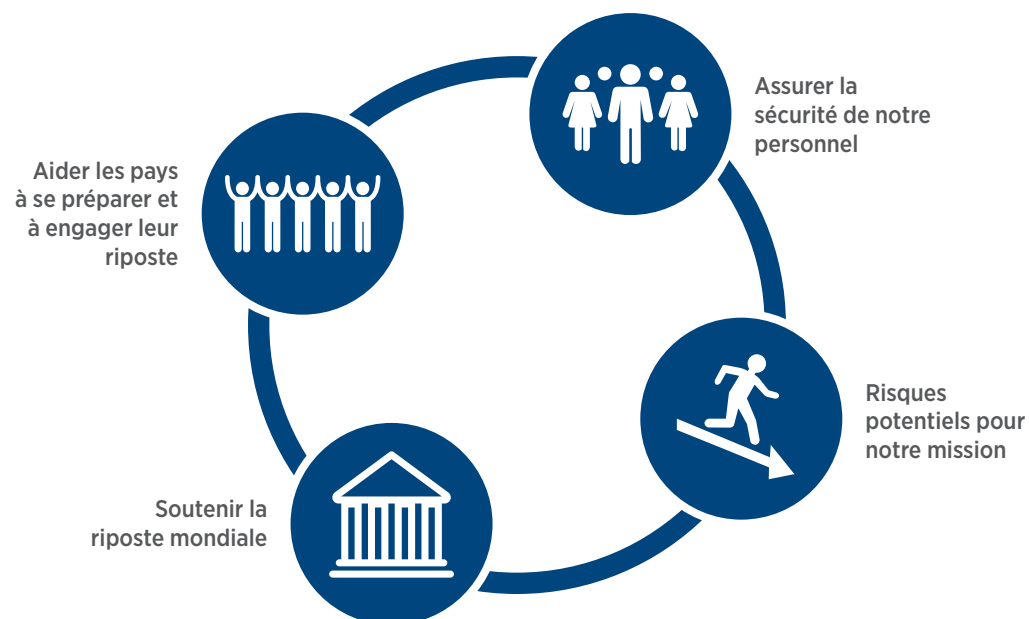 Assurer la
sécurité de notre
personnel
Aider les pays
à se préparer et
à engager leur
riposte
Risques
potentiels pour
notre mission
Soutenir la
riposte mondiale